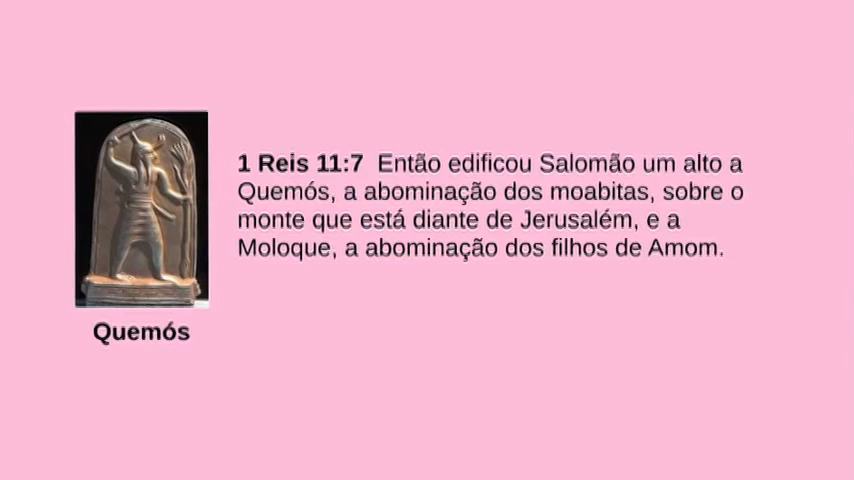 1 Reis 11:7  Então edificou Salomão um alto a
Quemós, a abominação dos moabitas, sobre o
monte que está diante de Jerusalém, e a
Moloque, a abominação dos filhos de Amom.
Quemós